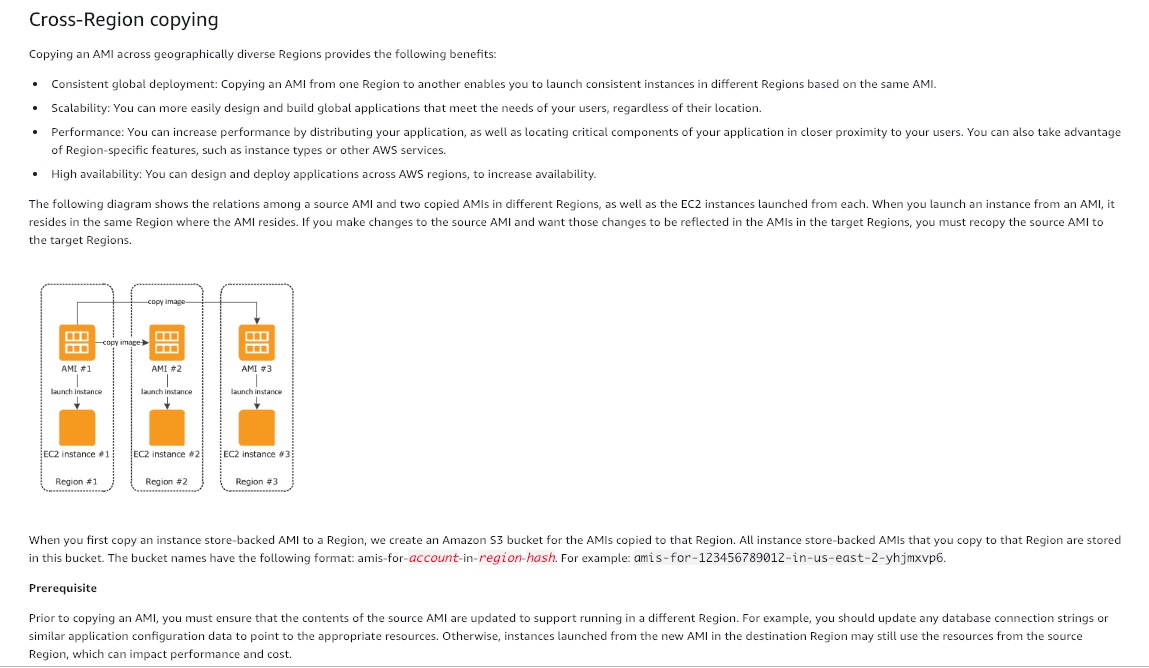 Cross-Region copying
Copying an AMI across geographically diverse Regions provides the following benefits:
• Consistent global deployment: Copying an AMI from one Region to another enables you to launch consistent instances in different Regions based on the same AMI.
• Scalability: You can more easily design and build global applications that meet the needs of your users, regardless of their location.
• Performance: You can increase performance by distributing your application, as well as locating critical components of your application in closer proximity to your users. You can also take advantage
of Region-specific features, such as instance types or other AWS services.
• High availability: You can design and deploy applications across AWS regions, to increase availability.
The following diagram shows the relations among a source AMI and two copied AMIs in different Regions, as well as the EC2 instances launched from each. When you launch an instance from an AMI, it
resides in the same Region where the AMI resides. If you make changes to the source AMI and want those changes to be reflected in the AMIs in the target Regions, you must recopy the source AMI to
the target Regions.
copy image
copy image
AMI #1 AMI #2 AMI #3
launch instance launch instance launch instance
EC2 instance #1 EC2 instance #2 EC2 instance #3
Region #1 Region #2 Region #3
When you first copy an instance store-backed AMI to a Region, we create an Amazon S3 bucket for the AMIs copied to that Region. All instance store-backed AMIs that you copy to that Region are stored
in this bucket. The bucket names have the following format: amis-for-account-in-region-hash. For example: amis-for-123456789012-in-us-east-2-yhjmxvp6.
Prerequisite
Prior to copying an AMI, you must ensure that the contents of the source AMI are updated to support running in a different Region. For example, you should update any database connection strings or
similar application configuration data to point to the appropriate resources. Otherwise, instances launched from the new AMI in the destination Region may still use the resources from the source
Region, which can impact performance and cost.